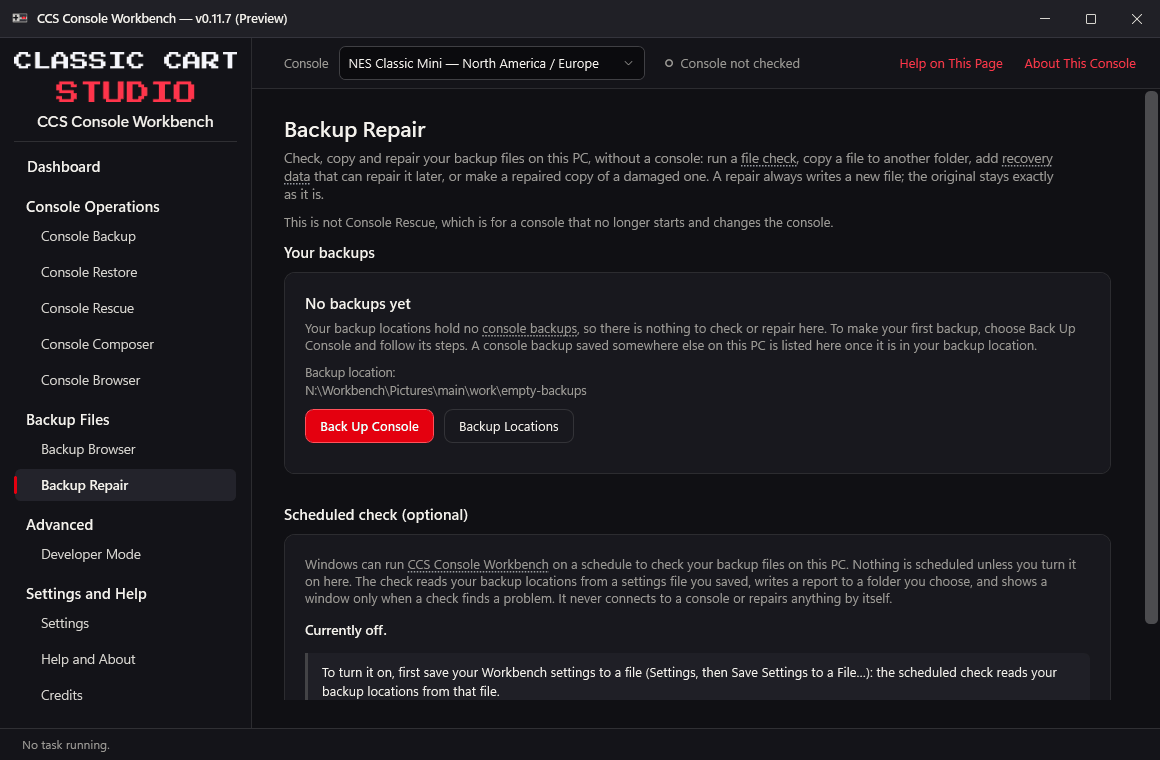 CCS Console Workbench — v0.11.7 (Preview)
CLASSIC CART
STUDIO
CCS Console Workbench
Dashboard
Console Operations
Console Backup
Console Restore
Console Rescue
Console Composer
Console Browser
Backup Files
Backup Browser
Backup Repair
Advanced
Developer Mode
Settings and Help
Settings
Help and About
Credits
Console
NES Classic Mini — North America / Europe
Console not checked
Help on This Page
About This Console
Backup Repair
Check, copy and repair your backup files on this PC, without a console: run a file check, copy a file to another folder, add recovery
data that can repair it later, or make a repaired copy of a damaged one. A repair always writes a new file; the original stays exactly
as it is.
This is not Console Rescue, which is for a console that no longer starts and changes the console.
Your backups
No backups yet
Your backup locations hold no console backups, so there is nothing to check or repair here. To make your first backup, choose Back Up
Console and follow its steps. A console backup saved somewhere else on this PC is listed here once it is in your backup location.
Backup location:
N:\Workbench\Pictures\main\work\empty-backups
Back Up Console
Backup Locations
Scheduled check (optional)
Windows can run CCS Console Workbench on a schedule to check your backup files on this PC. Nothing is scheduled unless you turn it
on here. The check reads your backup locations from a settings file you saved, writes a report to a folder you choose, and shows a
window only when a check finds a problem. It never connects to a console or repairs anything by itself.
Currently off.
To turn it on, first save your Workbench settings to a file (Settings, then Save Settings to a File...): the scheduled check reads your
backup locations from that file.
No task running.